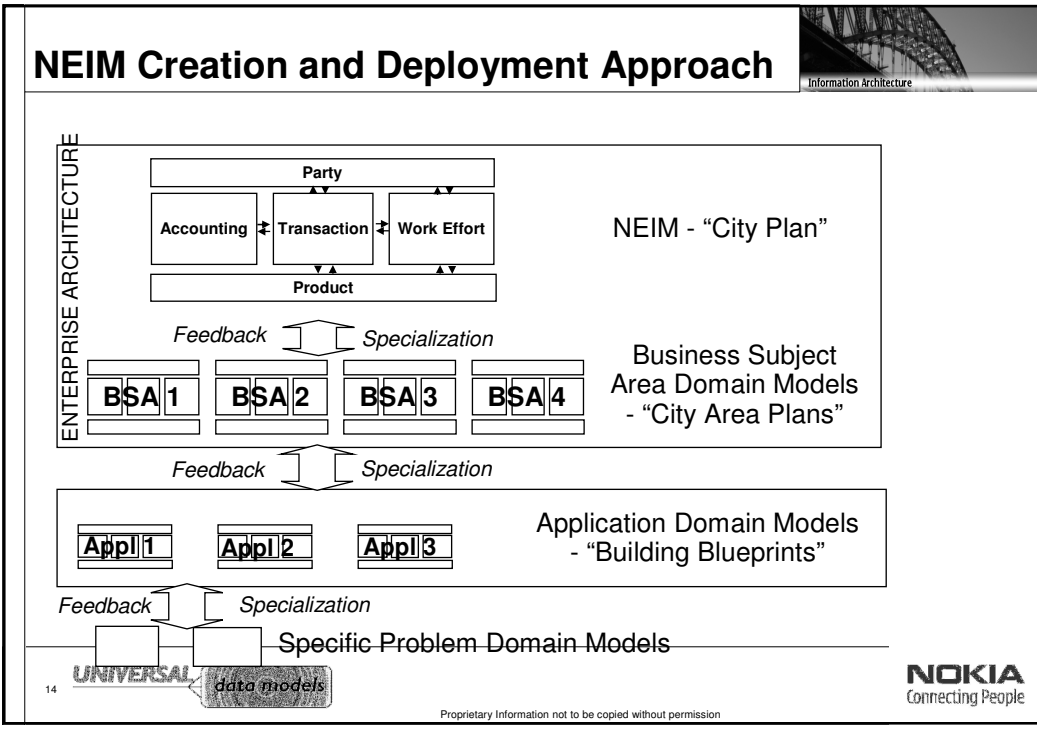 NEIM Creation and Deployment Approach
Information Architecture
ENTERPRISE ARCHITECTURE
Party
Accounting
Transaction
Work Effort
Product
NEIM - “City Plan”
Feedback
Specialization
BSA 1
BSA 2
BSA 3
BSA 4
Business Subject
Area Domain Models
- “City Area Plans”
Feedback
Specialization
Appl 1
Appl 2
Appl 3
Application Domain Models
- “Building Blueprints”
Feedback
Specialization
Specific Problem Domain Models
14
UNIVERSAL
data models
Proprietary Information not to be copied without permission
NOKIA
Connecting People